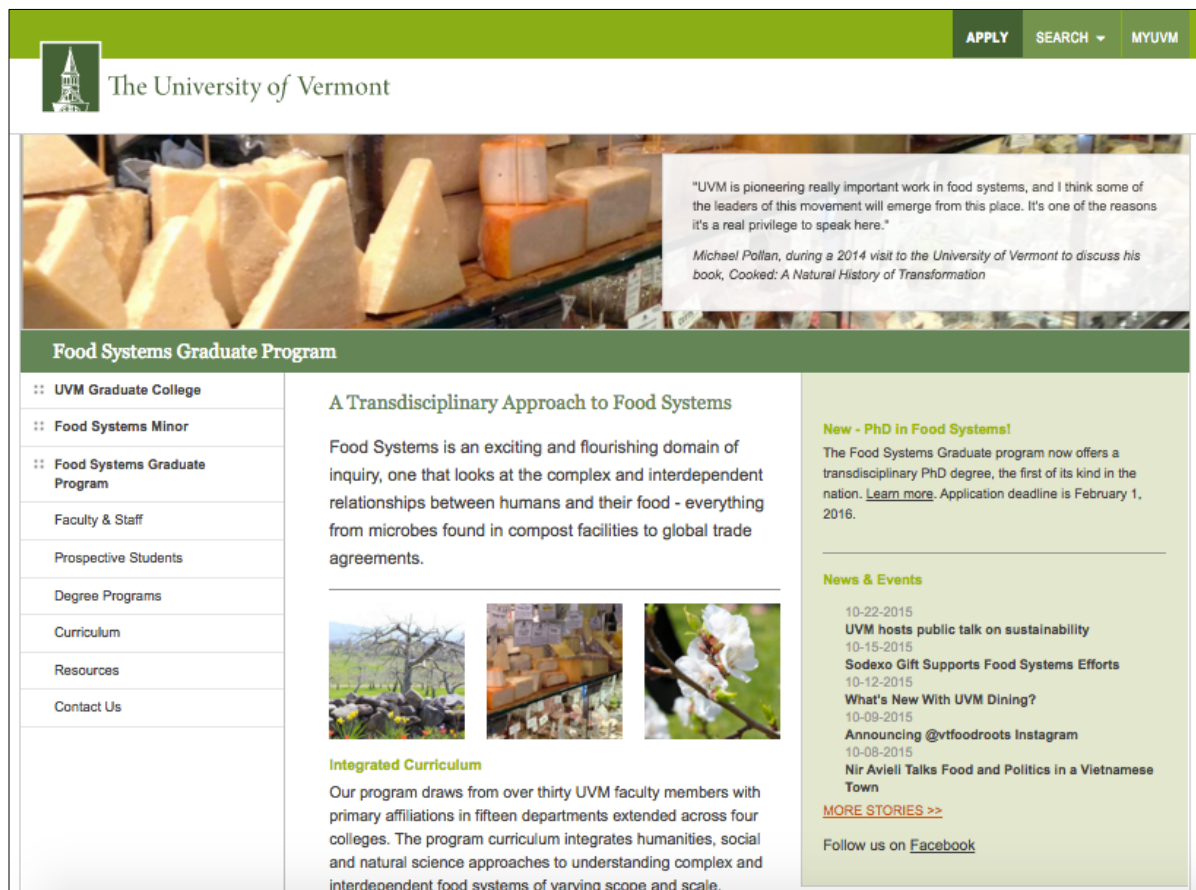 APPLY SEARCH MYUVM
The University of Vermont
"UVM is pioneering really important work in food systems, and I think some of
the leaders of this movement will emerge from this place. It's one of the reasons
it's a real privilege to speak here."
Michael Pollan, during a 2014 visit to the University of Vermont to discuss his
book, Cooked: A Natural History of Transformation
Food Systems Graduate Program
UVM Graduate College
Food Systems Minor
Food Systems Graduate
Program
Faculty & Staff
Prospective Students
Degree Programs
Curriculum
Resources
Contact Us
A Transdisciplinary Approach to Food Systems
Food Systems is an exciting and flourishing domain of
inquiry, one that looks at the complex and interdependent
relationships between humans and their food - everything
from microbes found in compost facilities to global trade
agreements.
Integrated Curriculum
Our program draws from over thirty UVM faculty members with
primary affiliations in fifteen departments extended across four
colleges. The program curriculum integrates humanities, social
and natural science approaches to understanding complex and
interdependent food systems of varying scope and scale.
New - PhD in Food Systems!
The Food Systems Graduate program now offers a
transdisciplinary PhD degree, the first of its kind in the
nation. Learn more. Application deadline is February 1,
2016.
News & Events
10-22-2015
UVM hosts public talk on sustainability
10-15-2015
Sodexo Gift Supports Food Systems Efforts
10-12-2015
What's New With UVM Dining?
10-09-2015
Announcing @vtfoodroots Instagram
10-08-2015
Nir Avieli Talks Food and Politics in a Vietnamese
Town
MORE STORIES >>
Follow us on Facebook